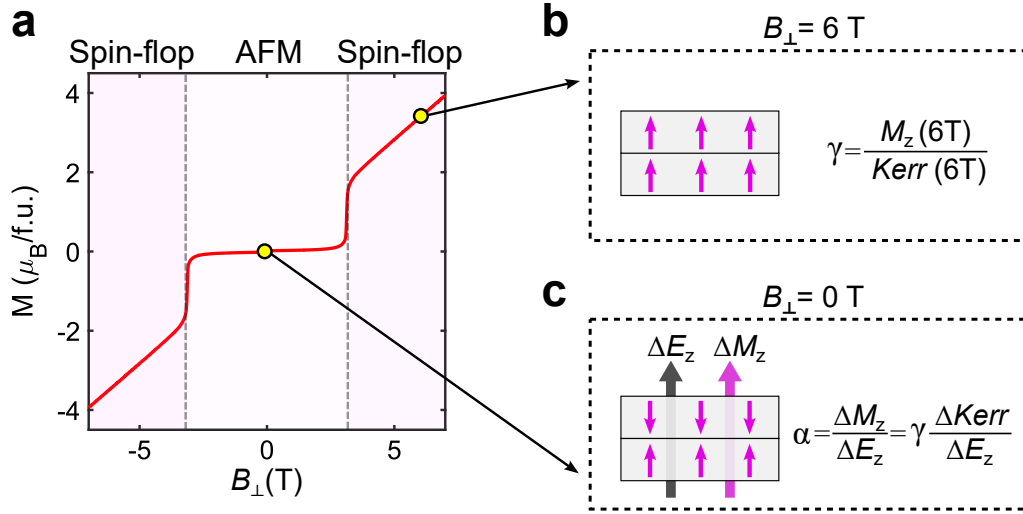 a
Spin-flop AFM Spin-flop
4
2
0
-2
-4
M (μB/f.u.)
-5 0 5
B⊥(T)
b
B⊥= 6 T
γ = Mz (6T) / Kerr (6T)
c
B⊥= 0 T
ΔEz ΔMz
α = ΔMz / ΔEz = γ ΔKerr / ΔEz